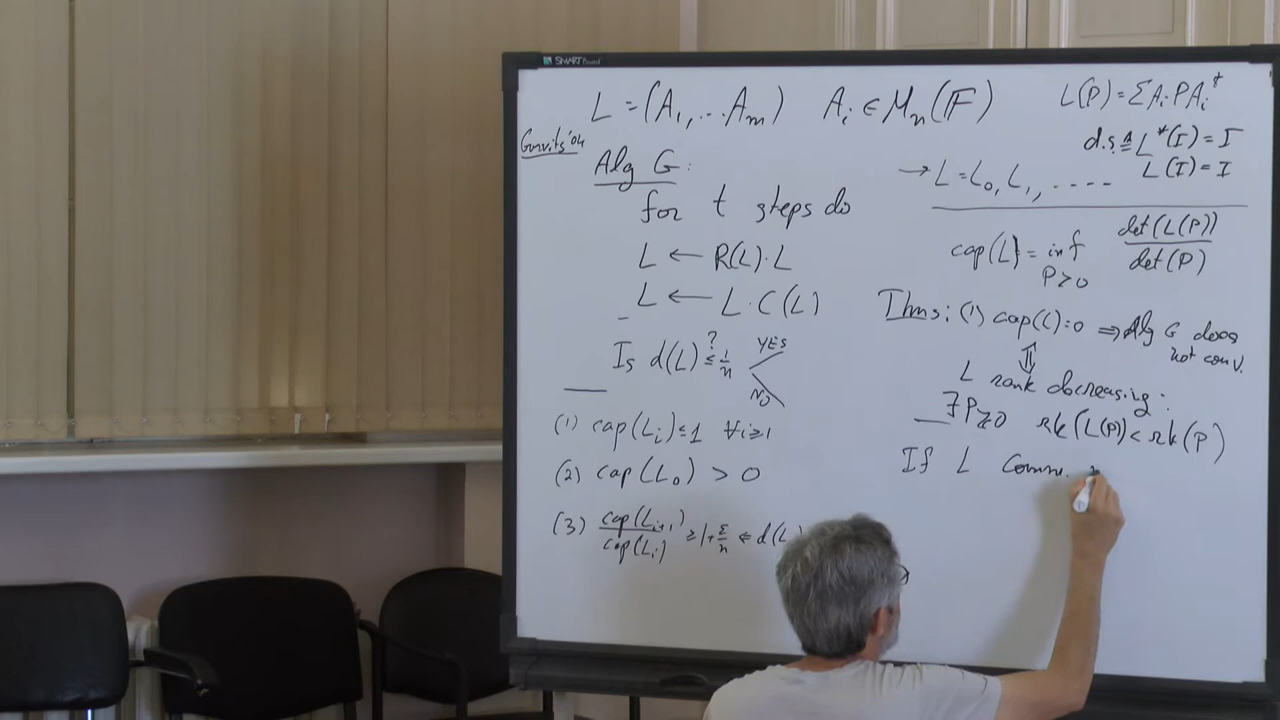 SMART Board
L = (A₁, ... Aₘ) Aᵢ ∈ Mₙ(F) L(P) = ΣAᵢPAᵢ†
Gurvits '04
Alg G:
for t steps do
L ← R(L)·L
L ← L·C(L)
Is d(L) ≤? 1/n YES NO
(1) cap(Lᵢ) ≤ 1 ∀i≥1
(2) cap(L₀) > 0
(3) cap(Lᵢ₊₁)/cap(Lᵢ) ≥ 1+ε/n ⇐ d(L
d.s. ≜ L*(I) = I
L(I) = I
→ L = L₀, L₁, ....
cap(L) = inf P>0 det(L(P))/det(P)
Thms: (1) cap(L)=0 ⇒ Alg G does
not conv.
⇕
L rank decreasing:
∃P≥0 rk(L(P)) < rk(P)
If L Comm.